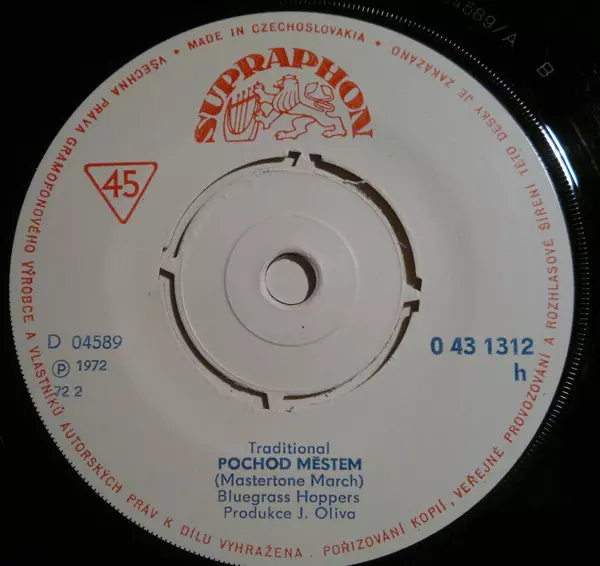 • MADE IN CZECHOSLOVAKIA •
SUPRAPHON
VŠECHNA PRÁVA GRAMOFONOVÉHO VÝROBCE A VLASTNÍKŮ AUTORSKÝCH PRÁV K DÍLU VYHRAŽENA. POŘIZOVÁNÍ KOPIÍ, VEŘEJNÉ PROVOZOVÁNÍ A ROZHLASOVÉ ŠÍŘENÍ TÉTO DESKY JE ZAKÁZÁNO
04589/A B
45
D 04589
Ⓟ 1972
72 2
0 43 1312
h
Traditional
POCHOD MĚSTEM
(Mastertone March)
Bluegrass Hoppers
Produkce J. Oliva